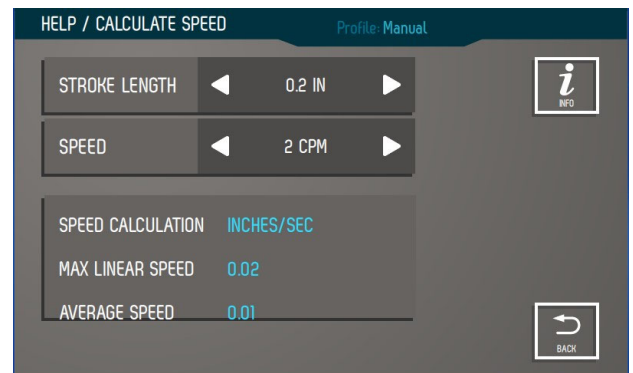 HELP / CALCULATE SPEED Profile: Manual
STROKE LENGTH 0.2 IN
i
INFO
SPEED 2 CPM
SPEED CALCULATION INCHES/SEC
MAX LINEAR SPEED 0.02
AVERAGE SPEED 0.01
BACK